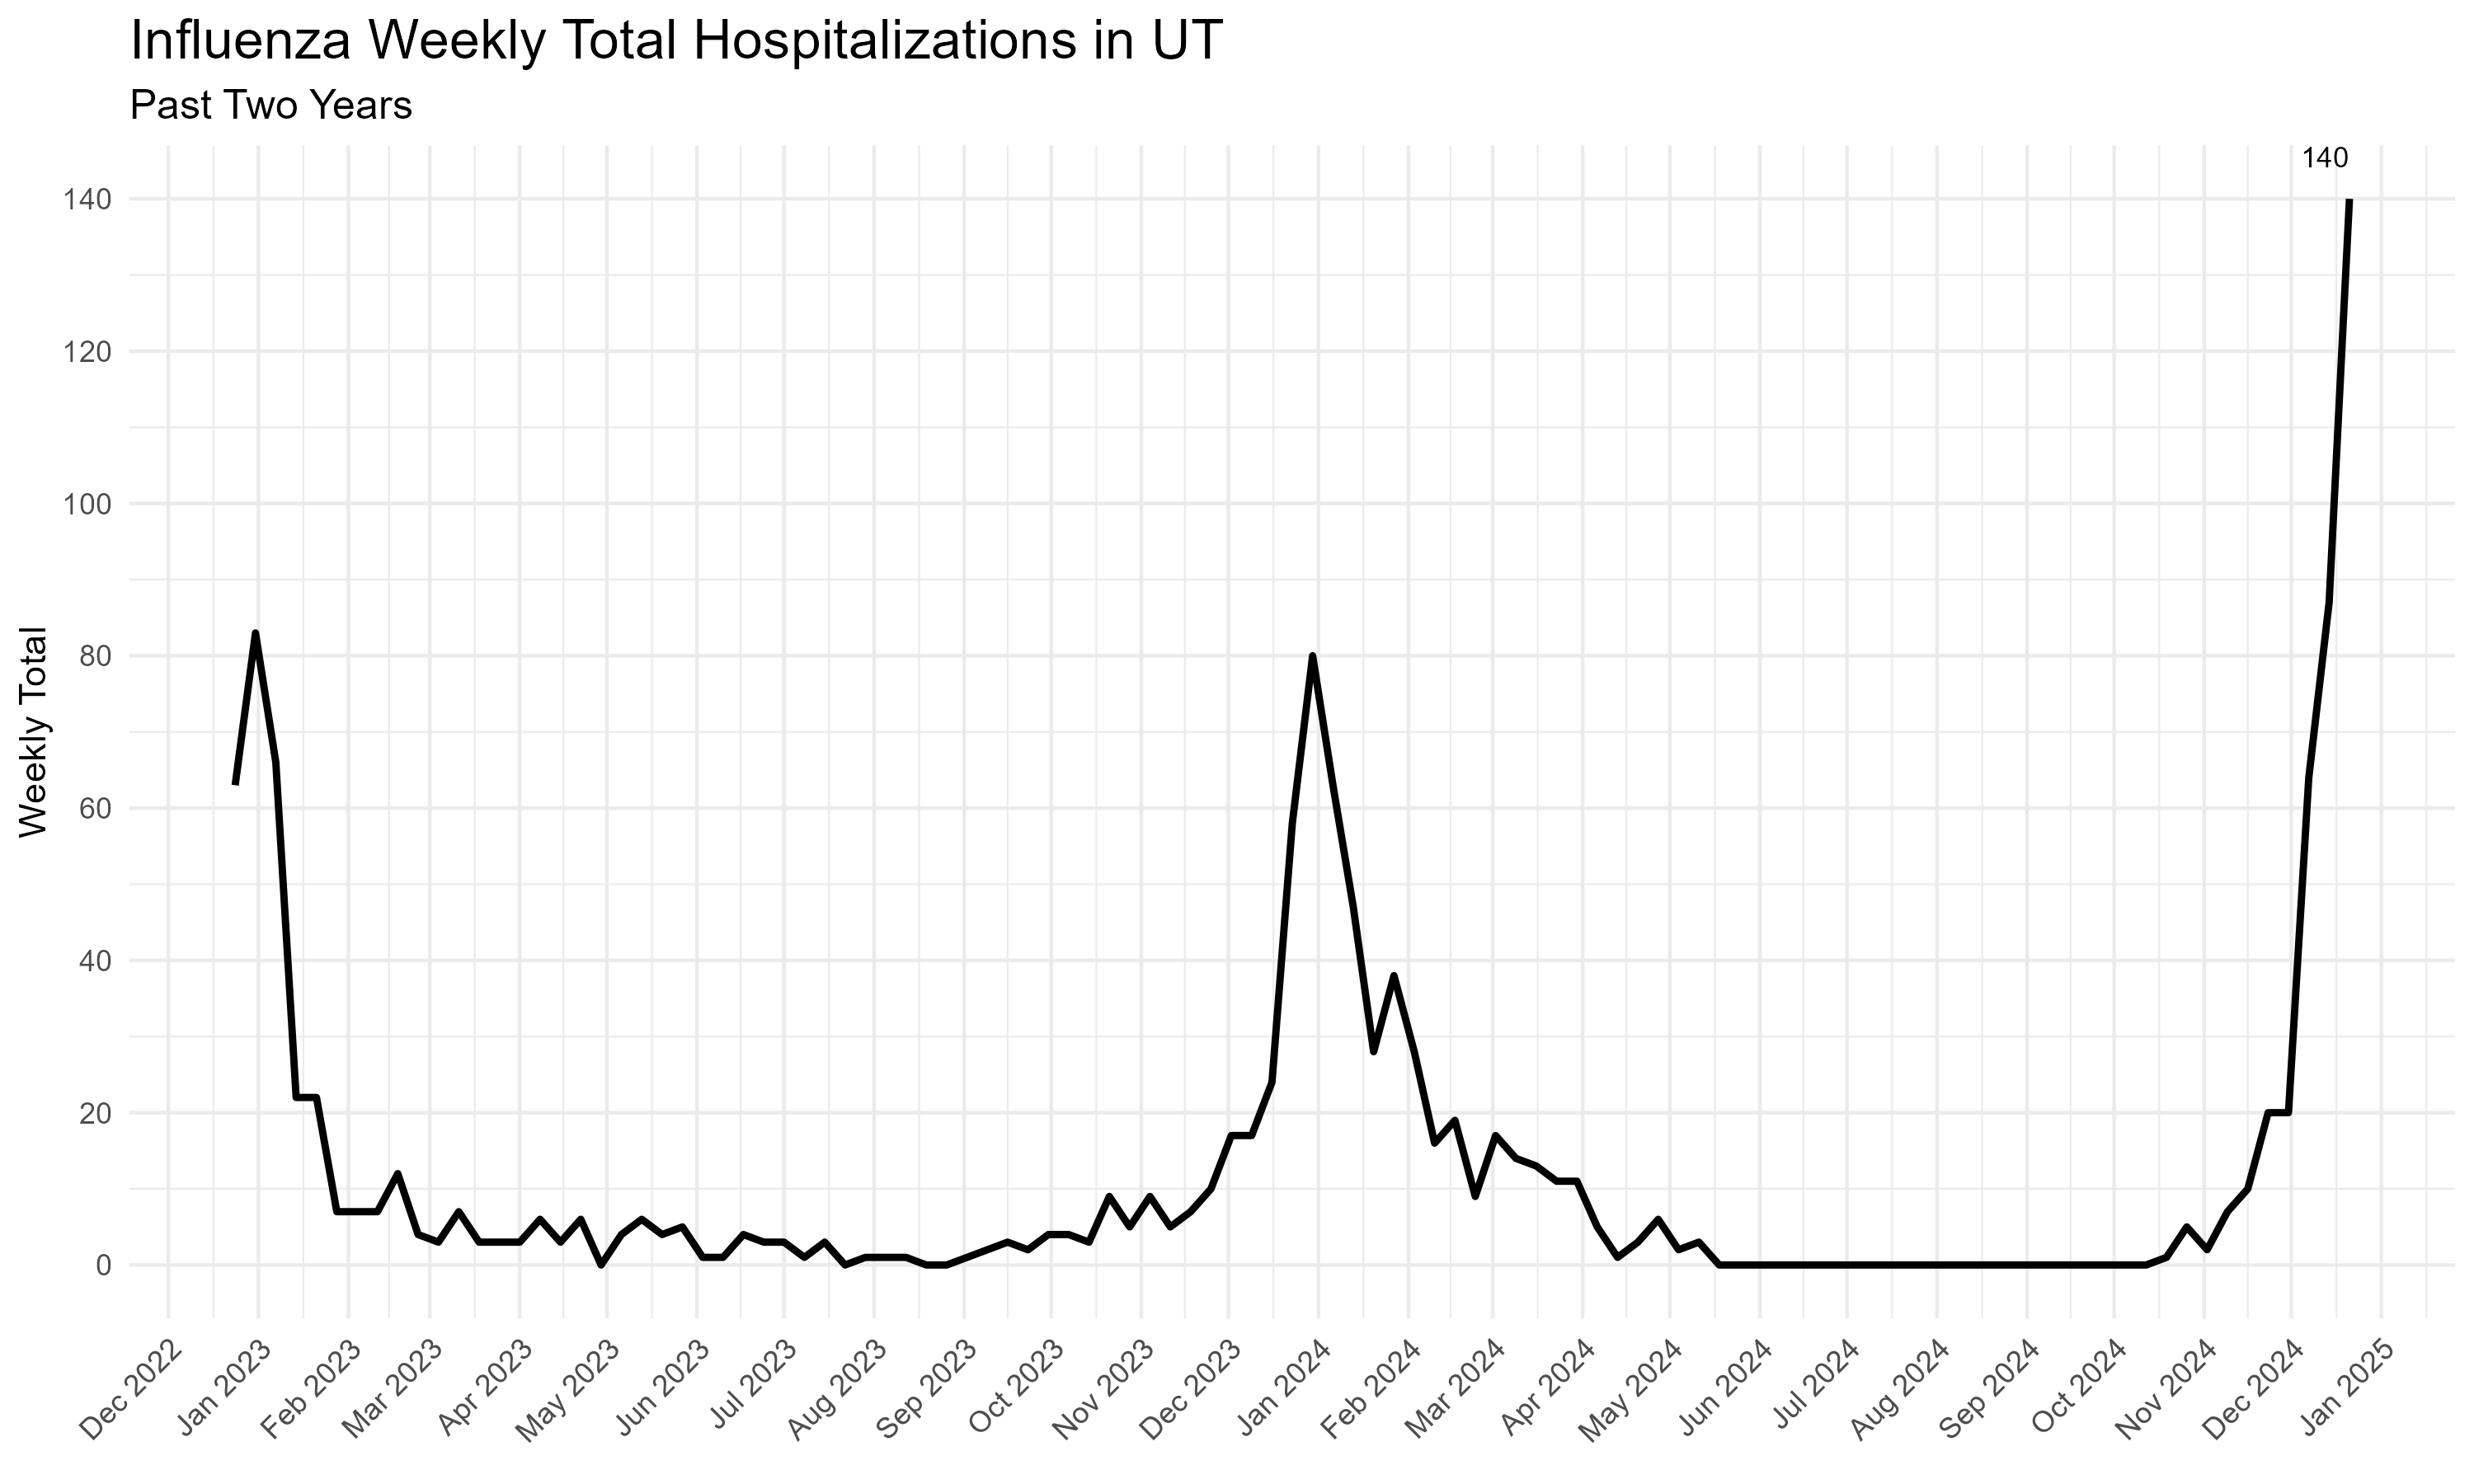 Influenza Weekly Total Hospitalizations in UT
Past Two Years
140
140
120
100
80
60
40
20
0
Weekly Total
Dec 2022
Jan 2023
Feb 2023
Mar 2023
Apr 2023
May 2023
Jun 2023
Jul 2023
Aug 2023
Sep 2023
Oct 2023
Nov 2023
Dec 2023
Jan 2024
Feb 2024
Mar 2024
Apr 2024
May 2024
Jun 2024
Jul 2024
Aug 2024
Sep 2024
Oct 2024
Nov 2024
Dec 2024
Jan 2025